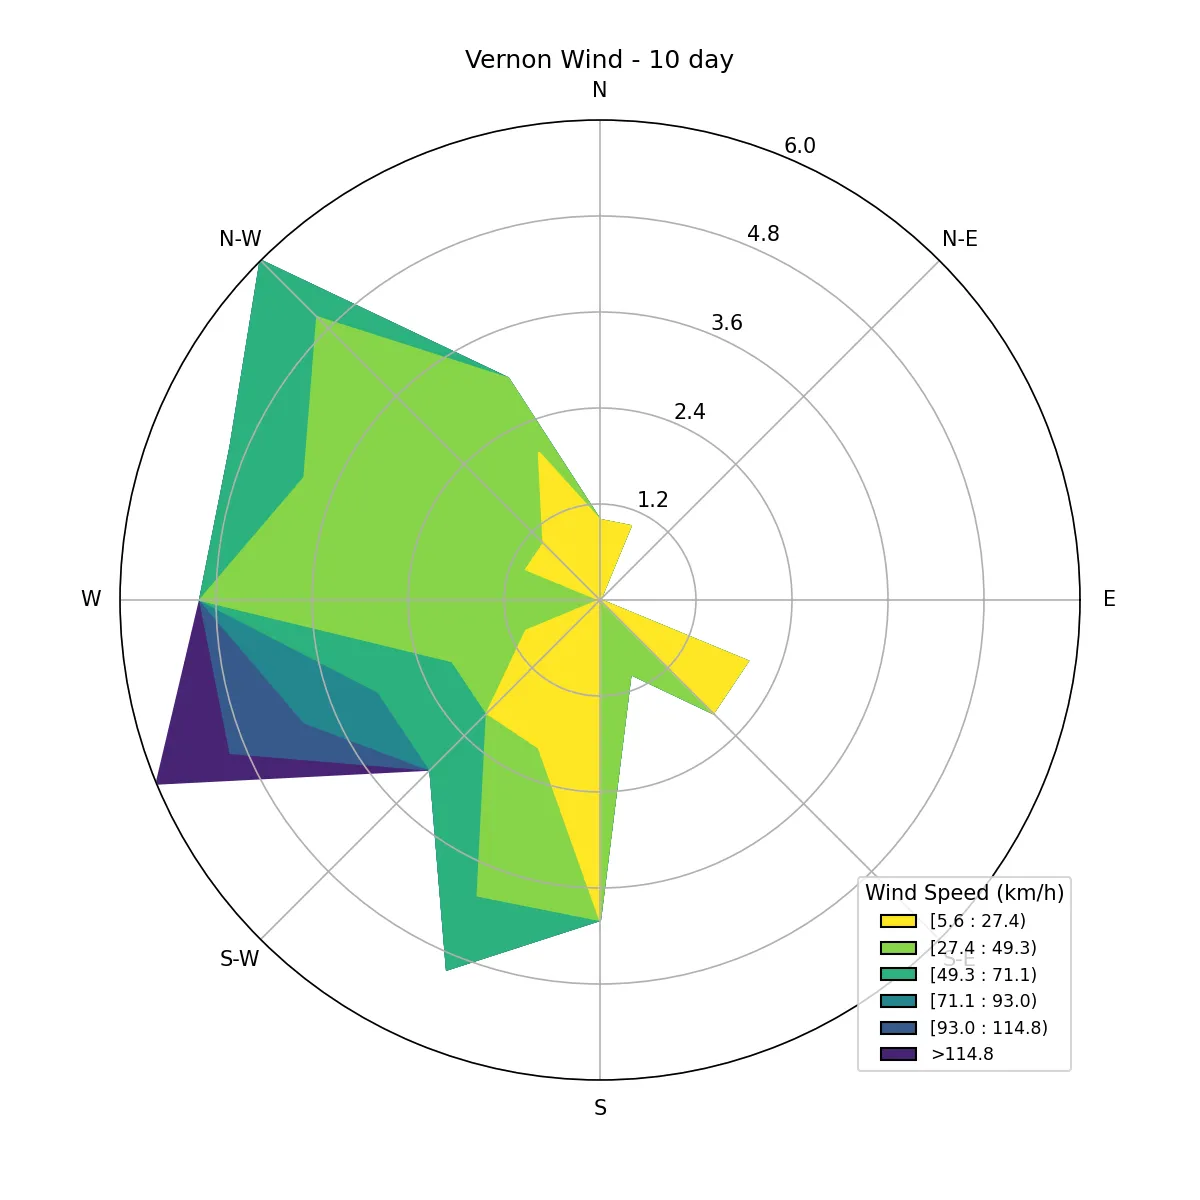 Vernon Wind - 10 day
N
6.0
N-W
4.8
N-E
3.6
2.4
1.2
W
E
S-W
S-E
S
Wind Speed (km/h)
[5.6 : 27.4)
[27.4 : 49.3)
[49.3 : 71.1)
[71.1 : 93.0)
[93.0 : 114.8)
>114.8